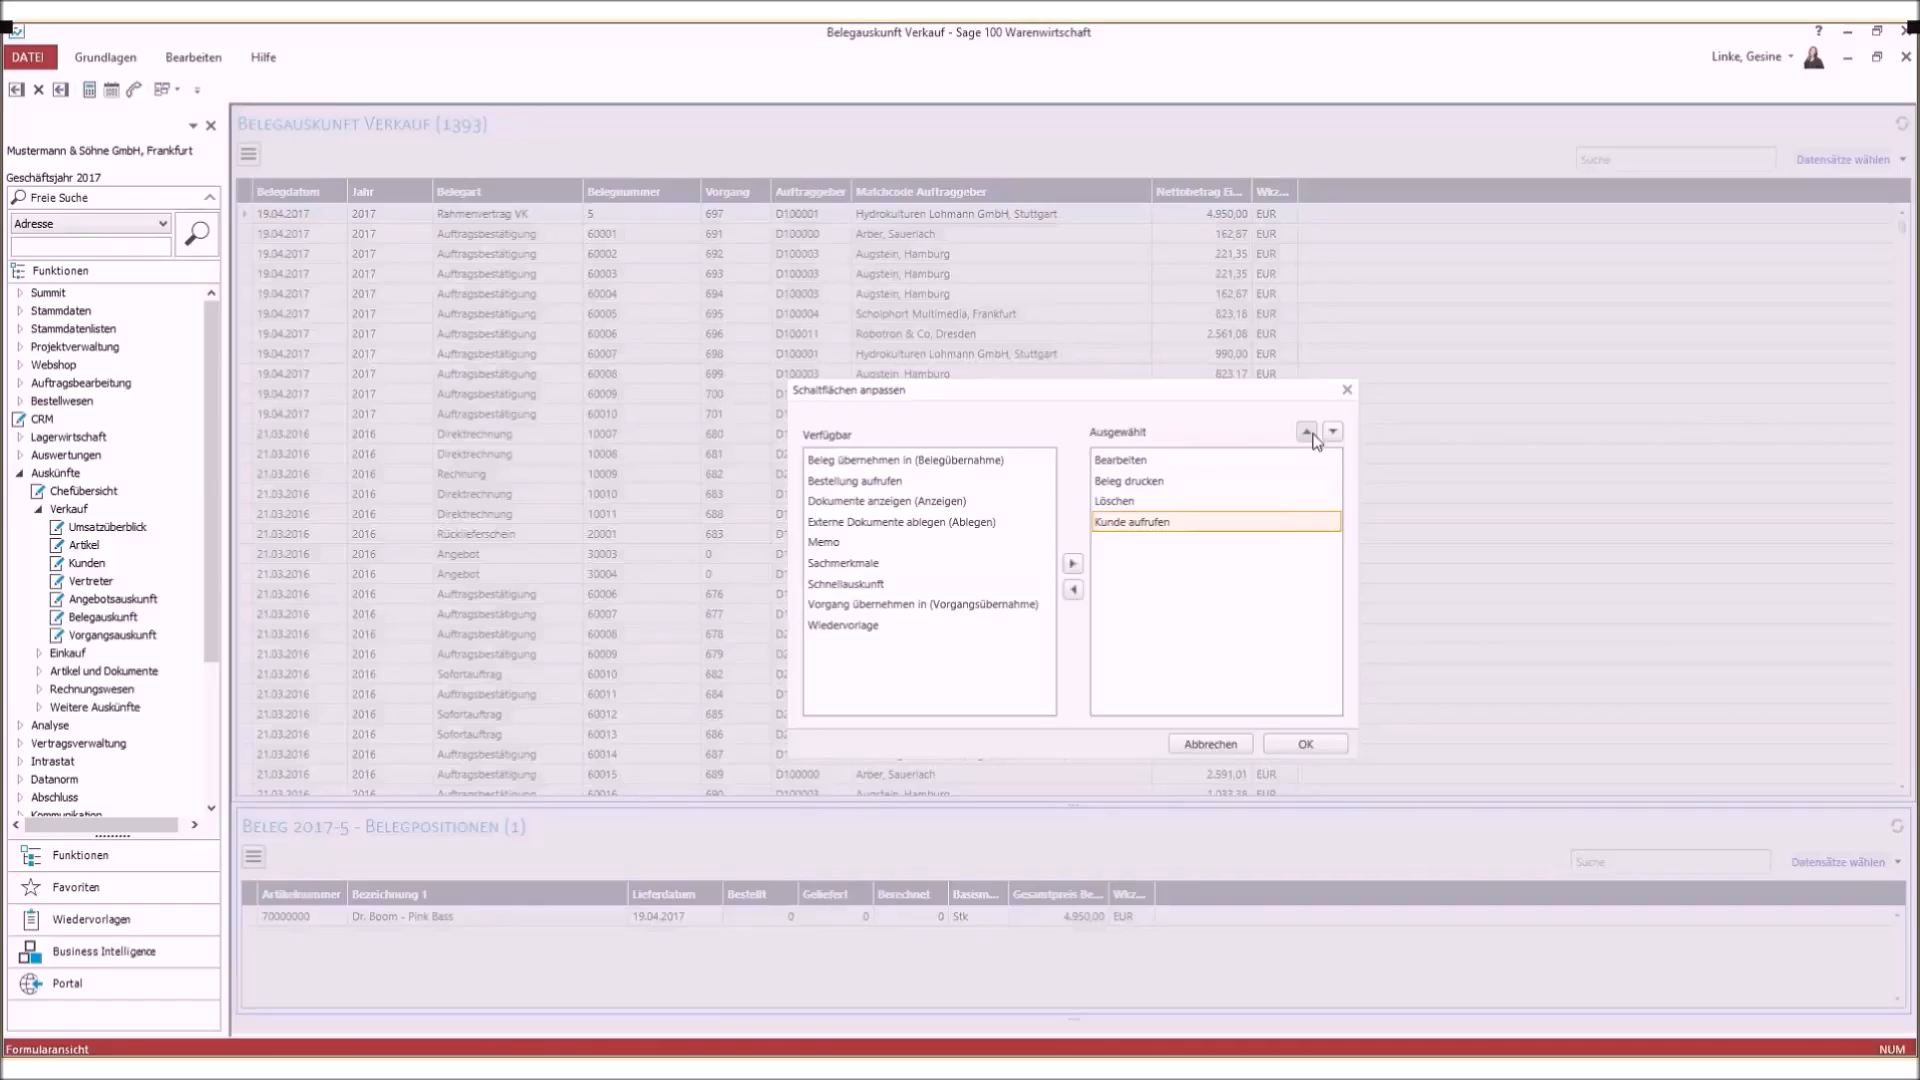 Belegauskunft Verkauf - Sage 100 Warenwirtschaft
?
DATEI Grundlagen Bearbeiten Hilfe
Linke, Gesine
Mustermann & Söhne GmbH, Frankfurt
Geschäftsjahr 2017
Freie Suche
Adresse
Funktionen
Summit
Stammdaten
Stammdatenlisten
Projektverwaltung
Webshop
Auftragsbearbeitung
Bestellwesen
CRM
Lagerwirtschaft
Auswertungen
Auskünfte
Chefübersicht
Verkauf
Umsatzüberblick
Artikel
Kunden
Vertreter
Angebotsauskunft
Belegauskunft
Vorgangsauskunft
Einkauf
Artikel und Dokumente
Rechnungswesen
Weitere Auskünfte
Analyse
Vertragsverwaltung
Intrastat
Datanorm
Abschluss
Kommunikation
Funktionen
Favoriten
Wiedervorlagen
Business Intelligence
Portal
Belegauskunft Verkauf (1393)
Suche Datensätze wählen
Belegdatum Jahr Belegart Belegnummer Vorgang Auftraggeber Matchcode Auftraggeber Nettobetrag Ei... Wkz...
19.04.2017 2017 Rahmenvertrag VK 5 697 D100001 Hydrokulturen Lohmann GmbH, Stuttgart 4.950,00 EUR
19.04.2017 2017 Auftragsbestätigung 60001 691 D100000 Arber, Sauerlach 162,87 EUR
19.04.2017 2017 Auftragsbestätigung 60002 692 D100003 Augstein, Hamburg 221,35 EUR
19.04.2017 2017 Auftragsbestätigung 60003 693 D100003 Augstein, Hamburg 221,35 EUR
19.04.2017 2017 Auftragsbestätigung 60004 694 D100003 Augstein, Hamburg 162,87 EUR
19.04.2017 2017 Auftragsbestätigung 60005 695 D100004 Scholphort Multimedia, Frankfurt 823,18 EUR
19.04.2017 2017 Auftragsbestätigung 60006 696 D100011 Robotron & Co, Dresden 2.561,08 EUR
19.04.2017 2017 Auftragsbestätigung 60007 698 D100001 Hydrokulturen Lohmann GmbH, Stuttgart 990,00 EUR
19.04.2017 2017 Auftragsbestätigung 60008 699 D100003 Augstein, Hamburg 823,17 EUR
19.04.2017 2017 Auftragsbestätigung 60009 700
19.04.2017 2017 Auftragsbestätigung 60010 701
21.03.2016 2016 Direktrechnung 10007 680
21.03.2016 2016 Direktrechnung 10008 681
21.03.2016 2016 Rechnung 10009 682
21.03.2016 2016 Direktrechnung 10010 683
21.03.2016 2016 Direktrechnung 10011 688
21.03.2016 2016 Rücklieferschein 20001 683
21.03.2016 2016 Angebot 30003 0
21.03.2016 2016 Angebot 30004 0
21.03.2016 2016 Auftragsbestätigung 60006 676
21.03.2016 2016 Auftragsbestätigung 60007 677
21.03.2016 2016 Auftragsbestätigung 60008 678
21.03.2016 2016 Auftragsbestätigung 60009 679
21.03.2016 2016 Sofortauftrag 60010 682
21.03.2016 2016 Auftragsbestätigung 60011 684
21.03.2016 2016 Sofortauftrag 60012 685
21.03.2016 2016 Sofortauftrag 60013 686
21.03.2016 2016 Auftragsbestätigung 60014 687
21.03.2016 2016 Auftragsbestätigung 60015 689 D100000 Arber, Sauerlach 2.591,01 EUR
21.03.2016 2016 Auftragsbestätigung 60016 690 D100003 Augstein, Hamburg 1.033,38 EUR
Schaltflächen anpassen
Verfügbar
Beleg übernehmen in (Belegübernahme)
Bestellung aufrufen
Dokumente anzeigen (Anzeigen)
Externe Dokumente ablegen (Ablegen)
Memo
Sachmerkmale
Schnellauskunft
Vorgang übernehmen in (Vorgangsübernahme)
Wiedervorlage
Ausgewählt
Bearbeiten
Beleg drucken
Löschen
Kunde aufrufen
Abbrechen OK
Beleg 2017-5 - Belegpositionen (1)
Suche Datensätze wählen
Artikelnummer Bezeichnung 1 Lieferdatum Bestellt Geliefert Berechnet Basism... Gesamtpreis Be... Wkz...
70000000 Dr. Boom - Pink Bass 19.04.2017 0 0 0 Stk 4.950,00 EUR
Formularansicht NUM